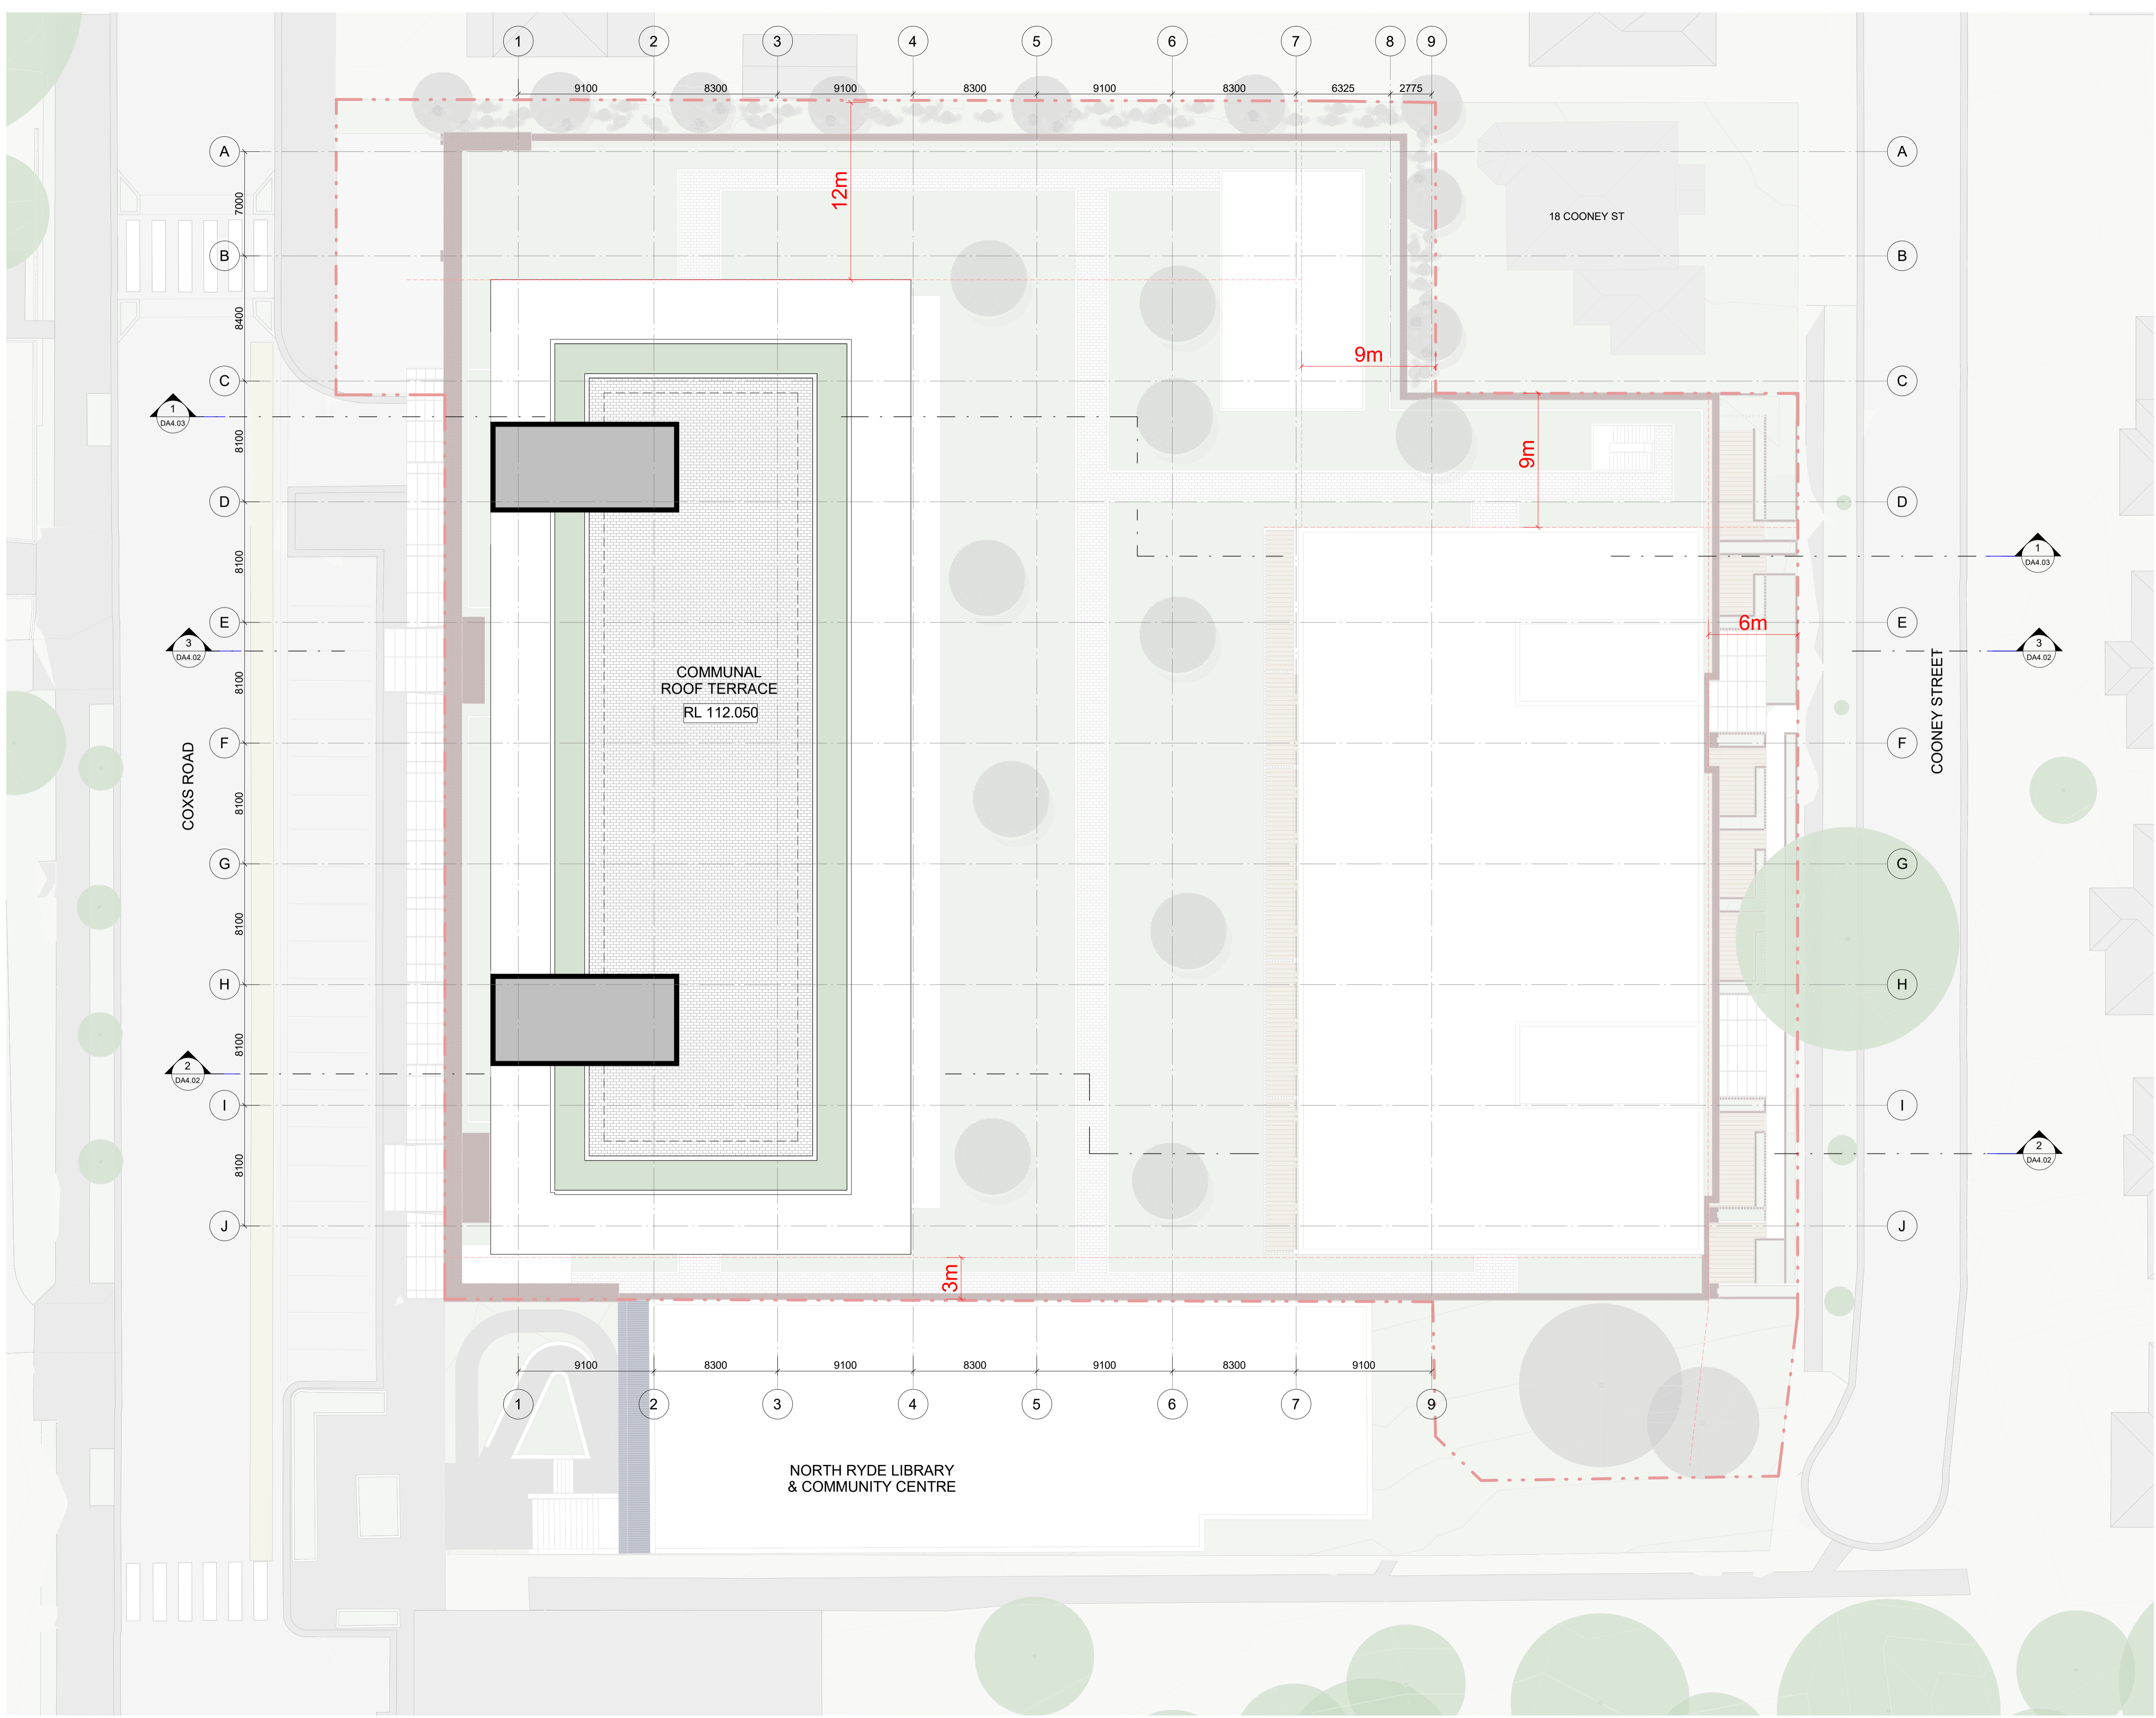 1 2 3 4 5 6 7 8 9
9100 8300 9100 8300 9100 8300 6325 2775
A A
12m
7000
18 COONEY ST
B B
8400
9m
C C
1
DA4.03
8100
9m
D D
1
DA4.03
8100
E E
6m
3
DA4.02
3
DA4.02
8100
COMMUNAL
ROOF TERRACE
RL 112.050
COONEY STREET
F F
COXS ROAD
8100
G G
8100
H H
8100
2
DA4.02
I I
2
DA4.02
8100
J J
3m
9100 8300 9100 8300 9100 8300 9100
1 2 3 4 5 6 7 9
NORTH RYDE LIBRARY
& COMMUNITY CENTRE